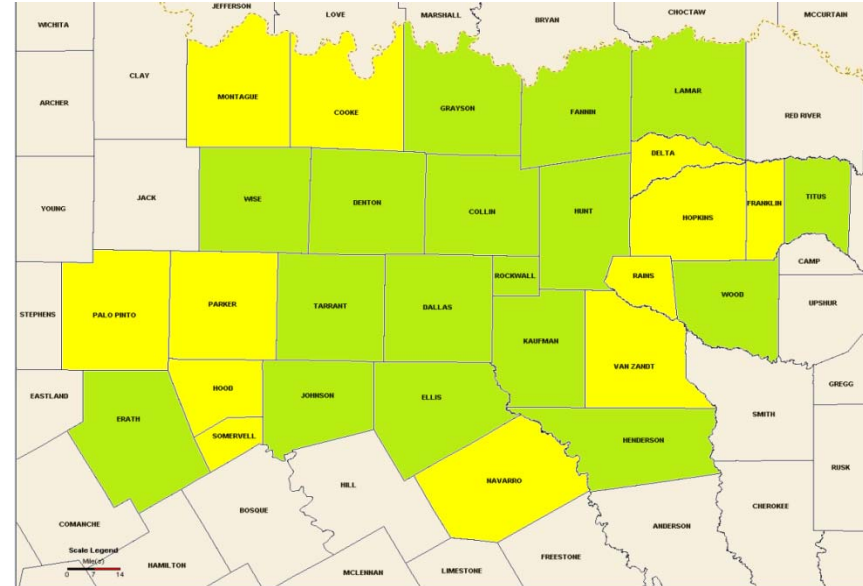 JEFFERSON
LOVE
MARSHALL
BRYAN
CHOCTAW
MCCURTAIN
WICHITA
CLAY
MONTAGUE
COOKE
GRAYSON
FANNIN
LAMAR
RED RIVER
ARCHER
DELTA
YOUNG
JACK
WISE
DENTON
COLLIN
HUNT
HOPKINS
FRANKLIN
TITUS
CAMP
STEPHENS
PALO PINTO
PARKER
TARRANT
DALLAS
ROCKWALL
RAINS
WOOD
UPSHUR
KAUFMAN
VAN ZANDT
EASTLAND
HOOD
JOHNSON
ELLIS
GREGG
ERATH
SOMERVELL
HENDERSON
SMITH
RUSK
COMANCHE
BOSQUE
HILL
NAVARRO
ANDERSON
CHEROKEE
Scale Legend
Mile(s)
0 7 14
HAMILTON
MCLENNAN
LIMESTONE
FREESTONE